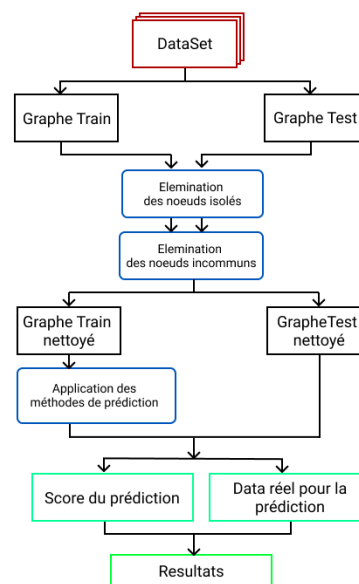 DataSet
Graphe Train
Graphe Test
Elemination
des noeuds isolés
Elemination
des noeuds incommuns
Graphe Train
nettoyé
GrapheTest
nettoyé
Application des
méthodes de prédiction
Score du prédiction
Data réel pour la
prédiction
Resultats